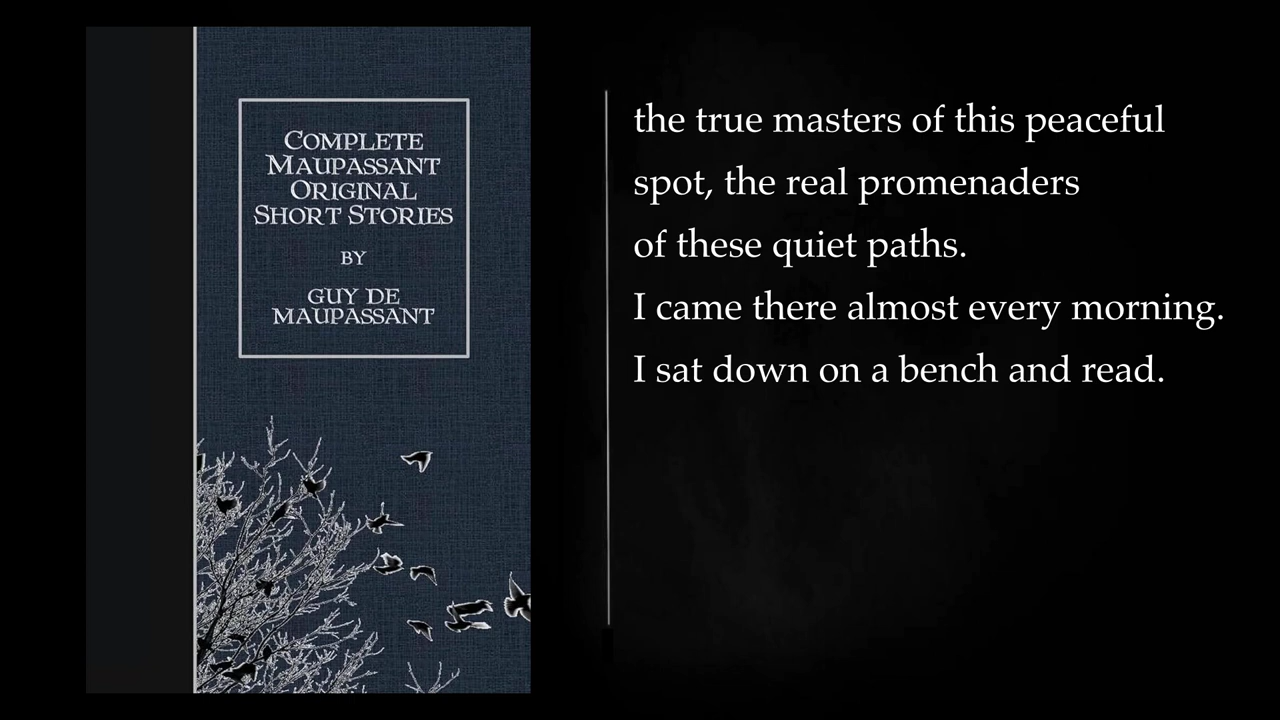 COMPLETE
MAUPASSANT
ORIGINAL
SHORT STORIES
BY
GUY DE
MAUPASSANT
the true masters of this peaceful
spot, the real promenaders
of these quiet paths.
I came there almost every morning.
I sat down on a bench and read.